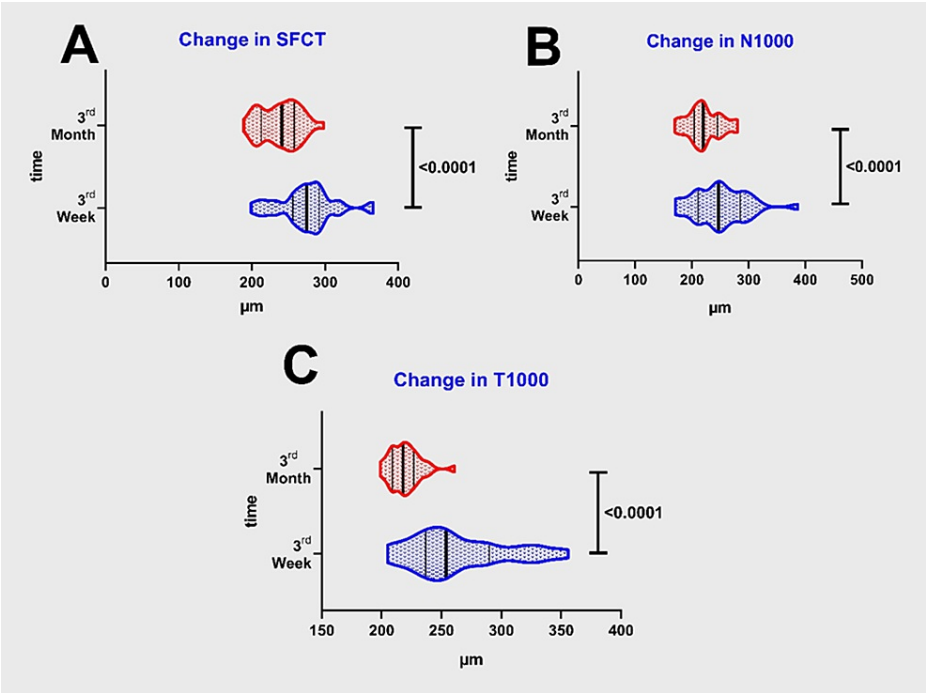 A
Change in SFCT
time
3rd
Month
3rd
Week
<0.0001
0 100 200 300 400
µm
B
Change in N1000
time
3rd
Month
3rd
Week
<0.0001
0 100 200 300 400 500
µm
C
Change in T1000
time
3rd
Month
3rd
Week
<0.0001
150 200 250 300 350 400
µm